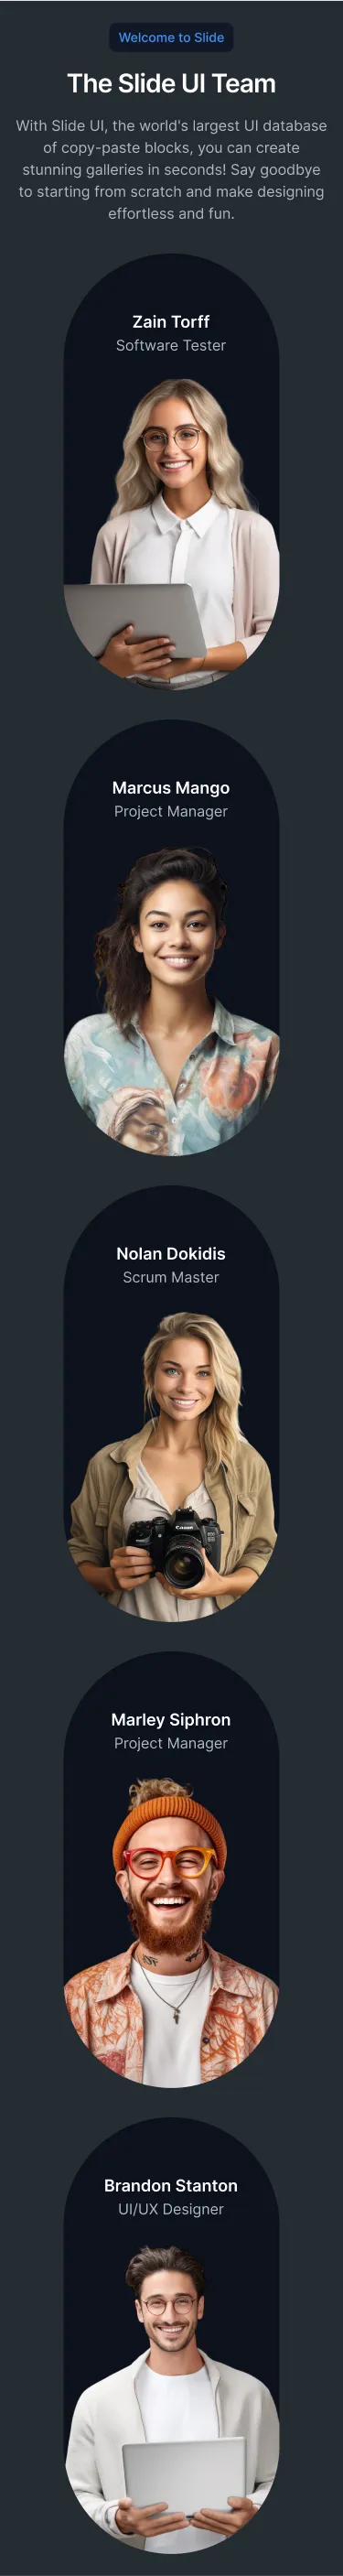 Welcome to Slide
The Slide UI Team
With Slide UI, the world's largest UI database
of copy-paste blocks, you can create
stunning galleries in seconds! Say goodbye
to starting from scratch and make designing
effortless and fun.
Zain Torff
Software Tester
Marcus Mango
Project Manager
Nolan Dokidis
Scrum Master
Canon
Marley Siphron
Project Manager
Brandon Stanton
UI/UX Designer